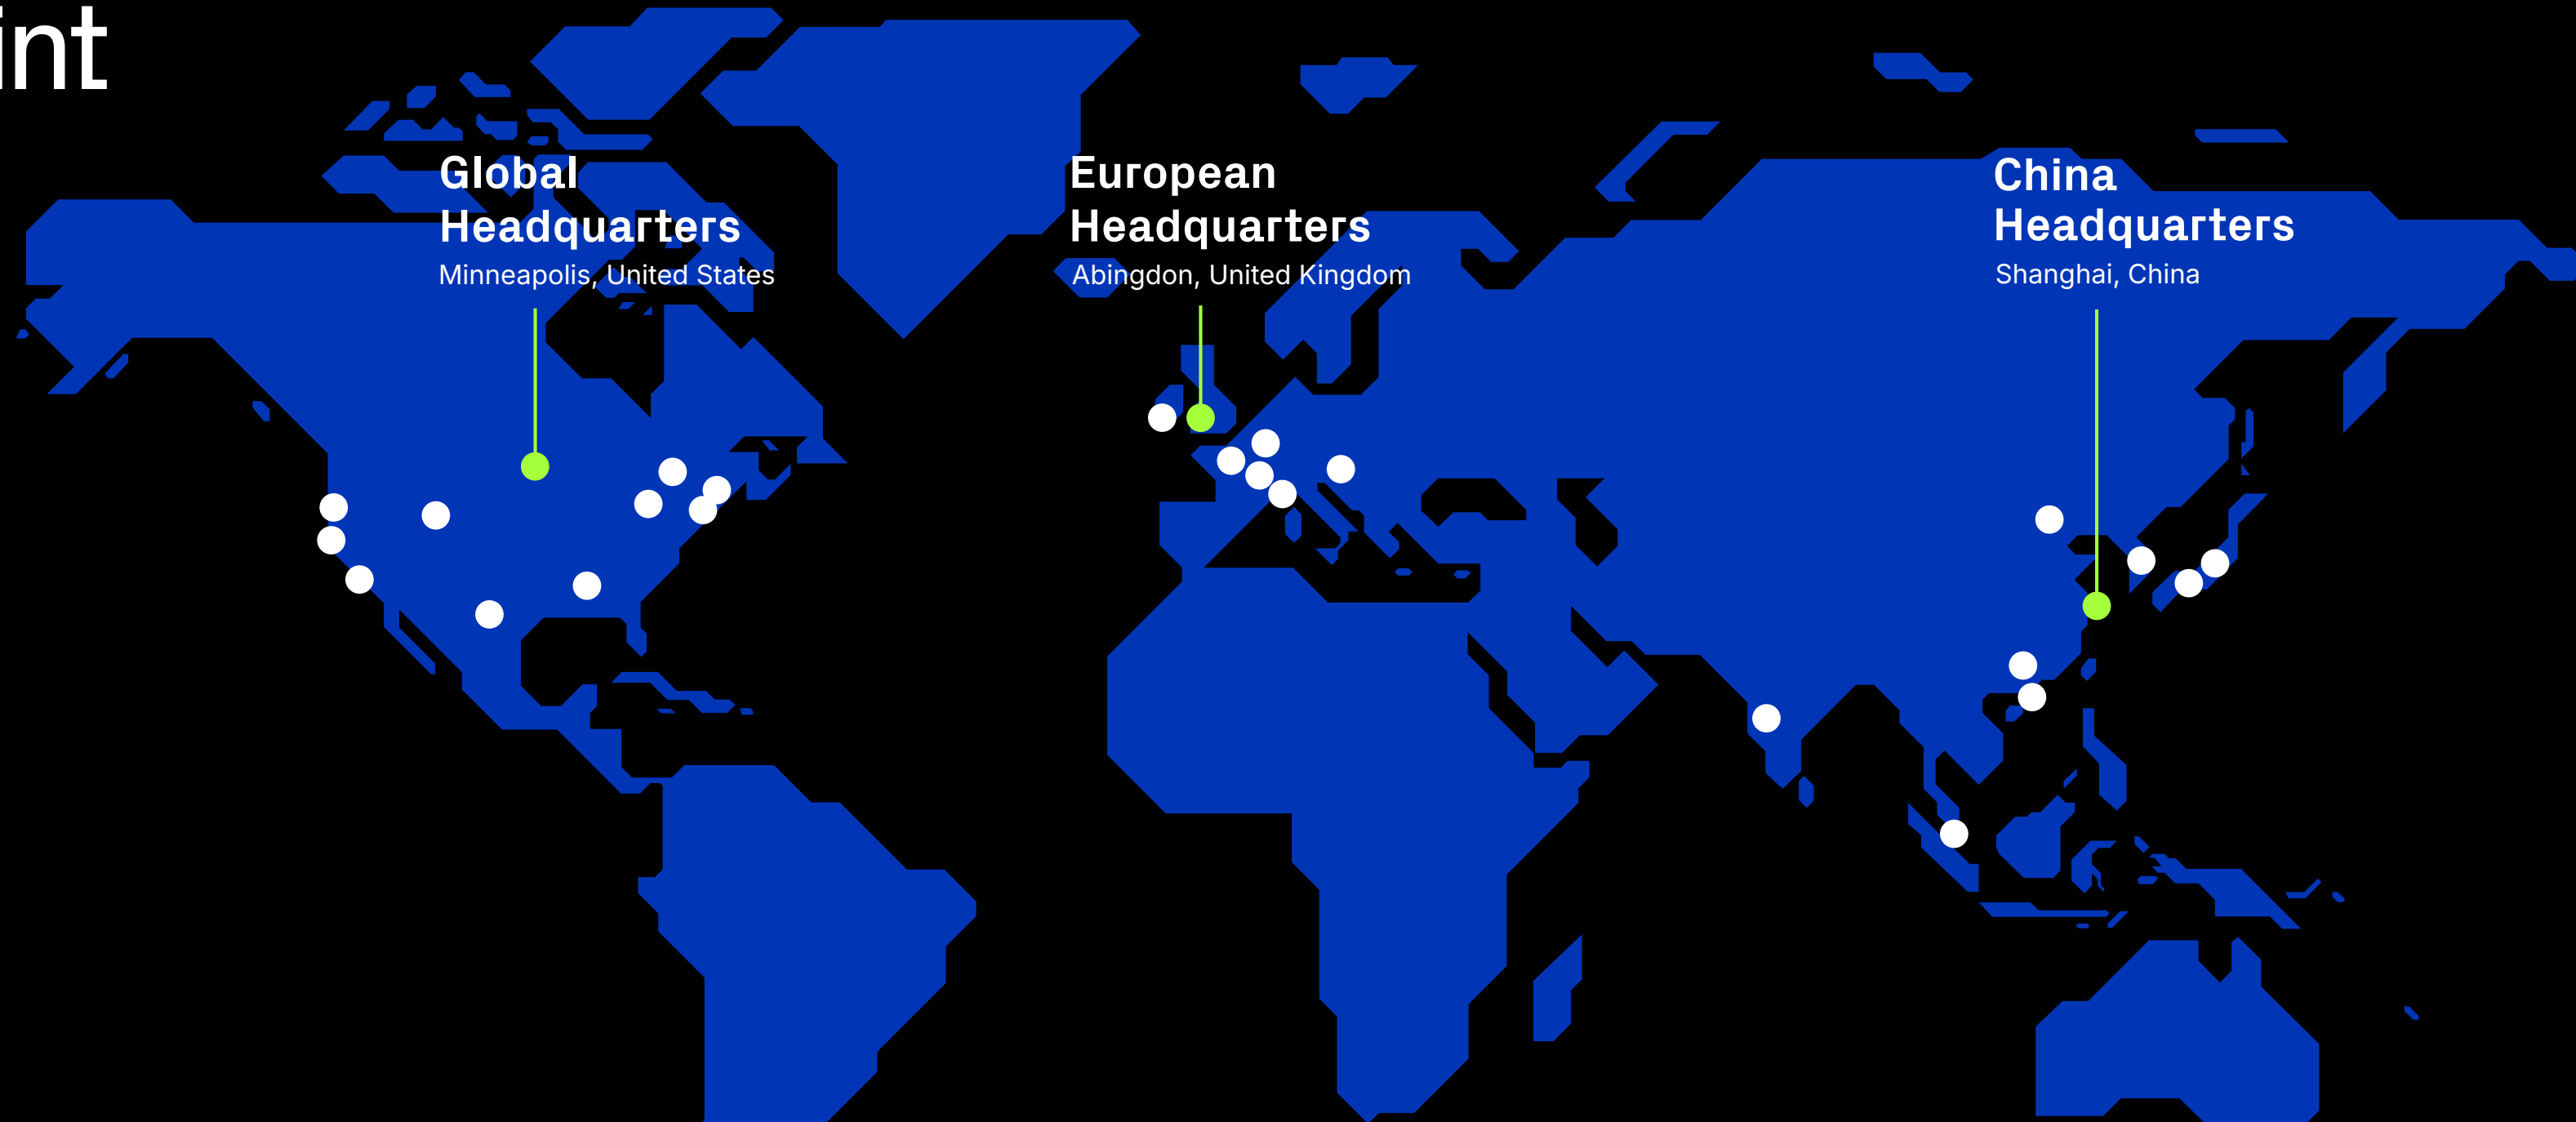 int
Global
Headquarters
Minneapolis, United States
European
Headquarters
Abingdon, United Kingdom
China
Headquarters
Shanghai, China